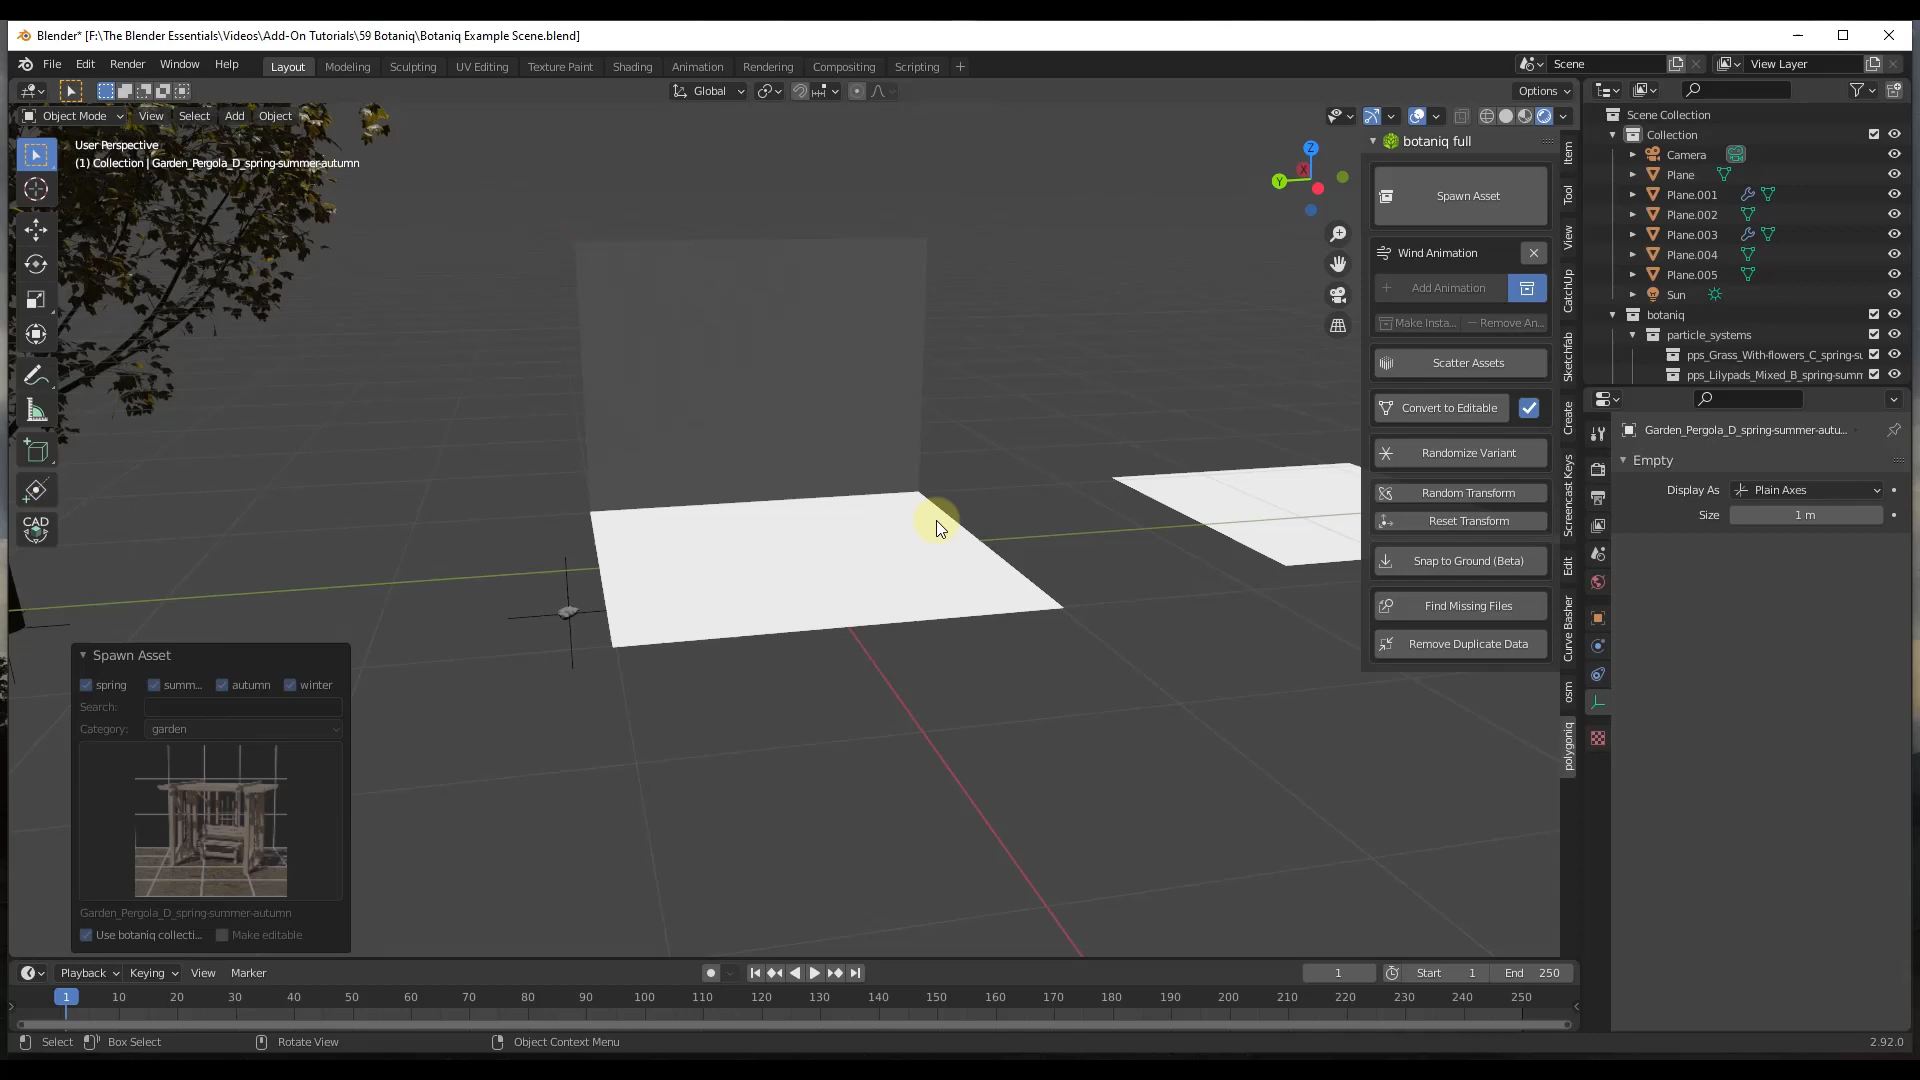 Blender* [F:\The Blender Essentials\Videos\Add-On Tutorials\59 Botaniq\Botaniq Example Scene.blend]
File Edit Render Window Help Layout Modeling Sculpting UV Editing Texture Paint Shading Animation Rendering Compositing Scripting + Scene View Layer
Global Options
Object Mode View Select Add Object
User Perspective
(1) Collection | Garden_Pergola_D_spring-summer-autumn
Z
Y
X
CAD
botaniq full
Spawn Asset
Wind Animation
Add Animation
Make Insta...
Remove An...
Scatter Assets
Convert to Editable
Randomize Variant
Random Transform
Reset Transform
Snap to Ground (Beta)
Find Missing Files
Remove Duplicate Data
Item
Tool
View
CatchUp
Sketchfab
Create
Screencast Keys
Edit
Curve Basher
osm
polygoniq
Scene Collection
Collection
Camera
Plane
Plane.001
Plane.002
Plane.003
Plane.004
Plane.005
Sun
botaniq
particle_systems
pps_Grass_With-flowers_C_spring-su
pps_Lilypads_Mixed_B_spring-summ
Garden_Pergola_D_spring-summer-autu...
Empty
Display As Plain Axes
Size 1 m
Spawn Asset
spring summ... autumn winter
Search:
Category: garden
Garden_Pergola_D_spring-summer-autumn
Use botaniq collecti... Make editable
Playback Keying View Marker 1 Start 1 End 250
1 10 20 30 40 50 60 70 80 90 100 110 120 130 140 150 160 170 180 190 200 210 220 230 240 250
Select Box Select Rotate View Object Context Menu 2.92.0